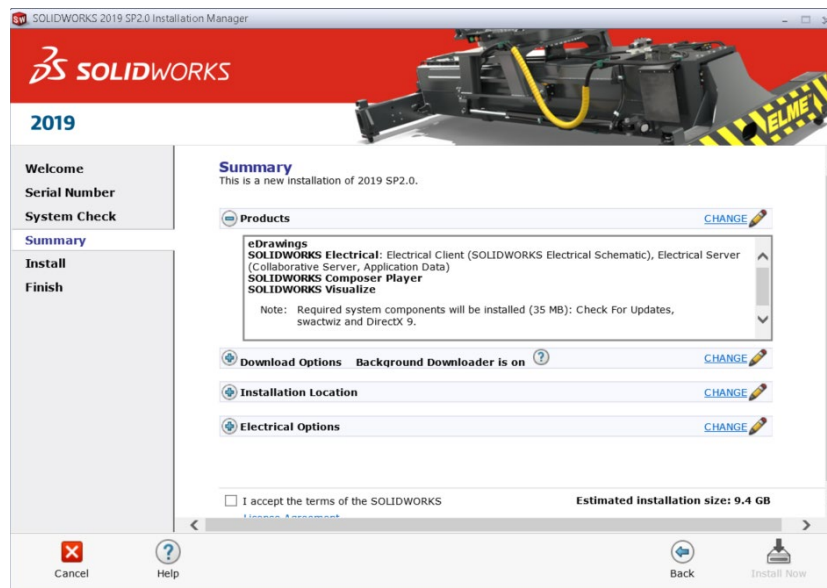 SOLIDWORKS 2019 SP2.0 Installation Manager
SOLIDWORKS
2019
ELME
Welcome
Serial Number
System Check
Summary
Install
Finish
Summary
This is a new installation of 2019 SP2.0.
Products CHANGE
eDrawings
SOLIDWORKS Electrical: Electrical Client (SOLIDWORKS Electrical Schematic), Electrical Server
(Collaborative Server, Application Data)
SOLIDWORKS Composer Player
SOLIDWORKS Visualize
Note: Required system components will be installed (35 MB): Check For Updates,
swactwiz and DirectX 9.
Download Options Background Downloader is on ? CHANGE
Installation Location CHANGE
Electrical Options CHANGE
I accept the terms of the SOLIDWORKS Estimated installation size: 9.4 GB
License Agreement
Cancel Help Back Install Now